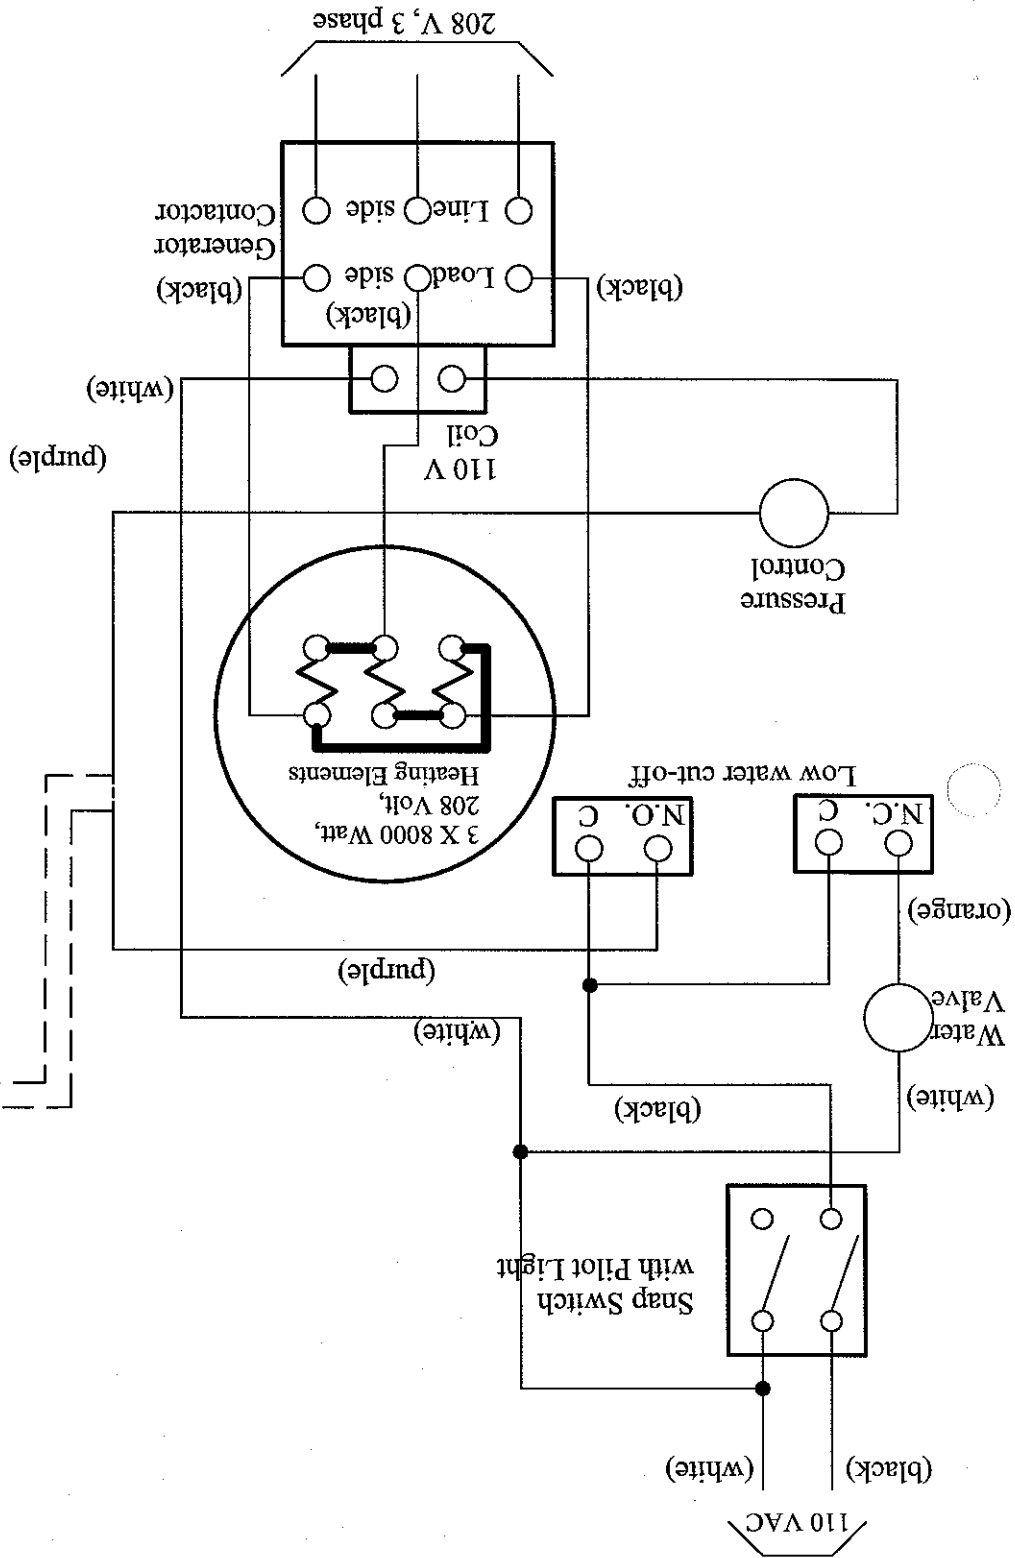 110 VAC
(black)
(white)
Snap Switch
with Pilot Light
(white)
(black)
Water
Valve
(white)
(orange)
(purple)
N.C. C
N.O. C
Low water cut-off
3 X 8000 Watt,
208 Volt,
Heating Elements
Pressure
Control
(purple)
110 V
Coil
(white)
(black)
(black)
(black)
Load side
Line side
Generator
Contactor
208 V, 3 phase